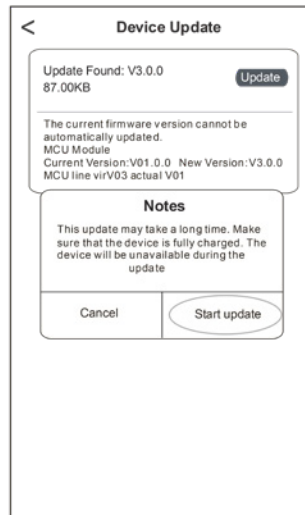 < Device Update
Update Found: V3.0.0
87.00KB
Update
The current firmware version cannot be
automatically updated.
MCU Module
Current Version:V01.0.0 New Version:V3.0.0
MCU line virV03 actual V01
Notes
This update may take a long time. Make
sure that the device is fully charged. The
device will be unavailable during the
update
Cancel
Start update